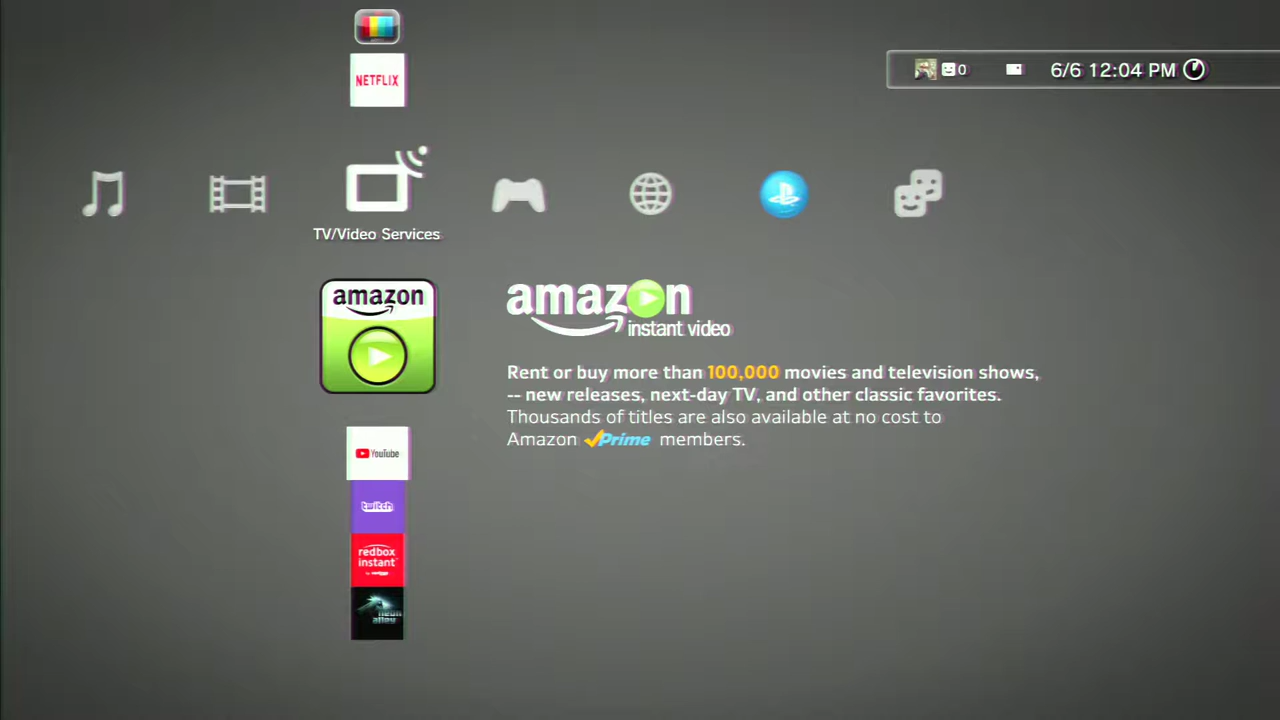 NETFLIX
0
6/6 12:04 PM
TV/Video Services
amazon
amazon
instant video
Rent or buy more than 100,000 movies and television shows,
-- new releases, next-day TV, and other classic favorites.
Thousands of titles are also available at no cost to
Amazon Prime members.
YouTube
twitch
redbox
instant
neon
alley